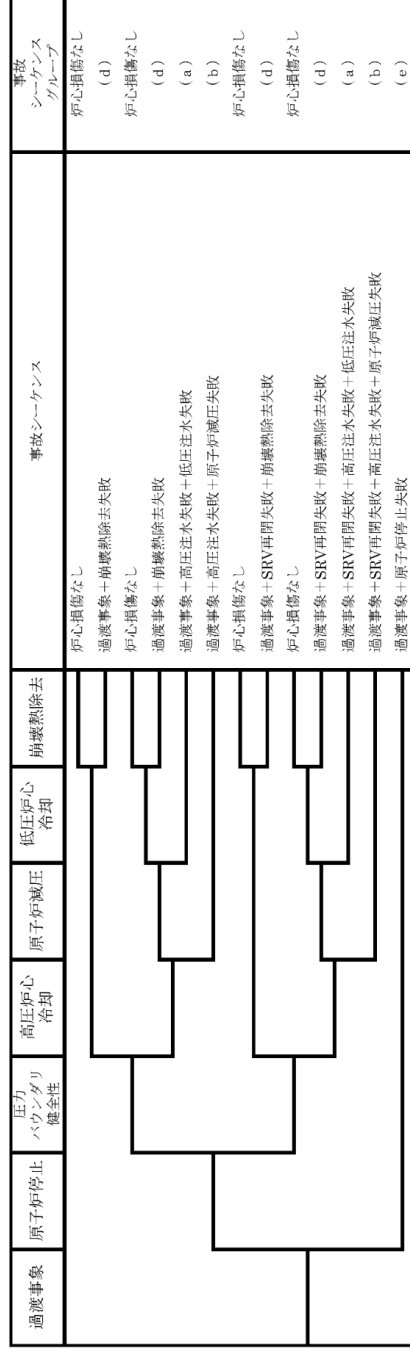 過渡事象
原子炉停止
圧力
バウンダリ
健全性
高圧炉心
冷却
原子炉減圧
低圧炉心
冷却
崩壊熱除去
事故シーケンス
事故
シーケンス
グループ
炉心損傷なし
炉心損傷なし
過渡事象+崩壊熱除去失敗
(d)
炉心損傷なし
炉心損傷なし
過渡事象+崩壊熱除去失敗
(d)
過渡事象+高圧注水失敗+低圧注水失敗
(a)
過渡事象+高圧注水失敗+原子炉減圧失敗
(b)
炉心損傷なし
炉心損傷なし
過渡事象+SRV再閉失敗+崩壊熱除去失敗
(d)
炉心損傷なし
炉心損傷なし
過渡事象+SRV再閉失敗+崩壊熱除去失敗
(d)
過渡事象+SRV再閉失敗+高圧注水失敗+低圧注水失敗
(a)
過渡事象+SRV再閉失敗+高圧注水失敗+原子炉減圧失敗
(b)
過渡事象+原子炉停止失敗
(e)